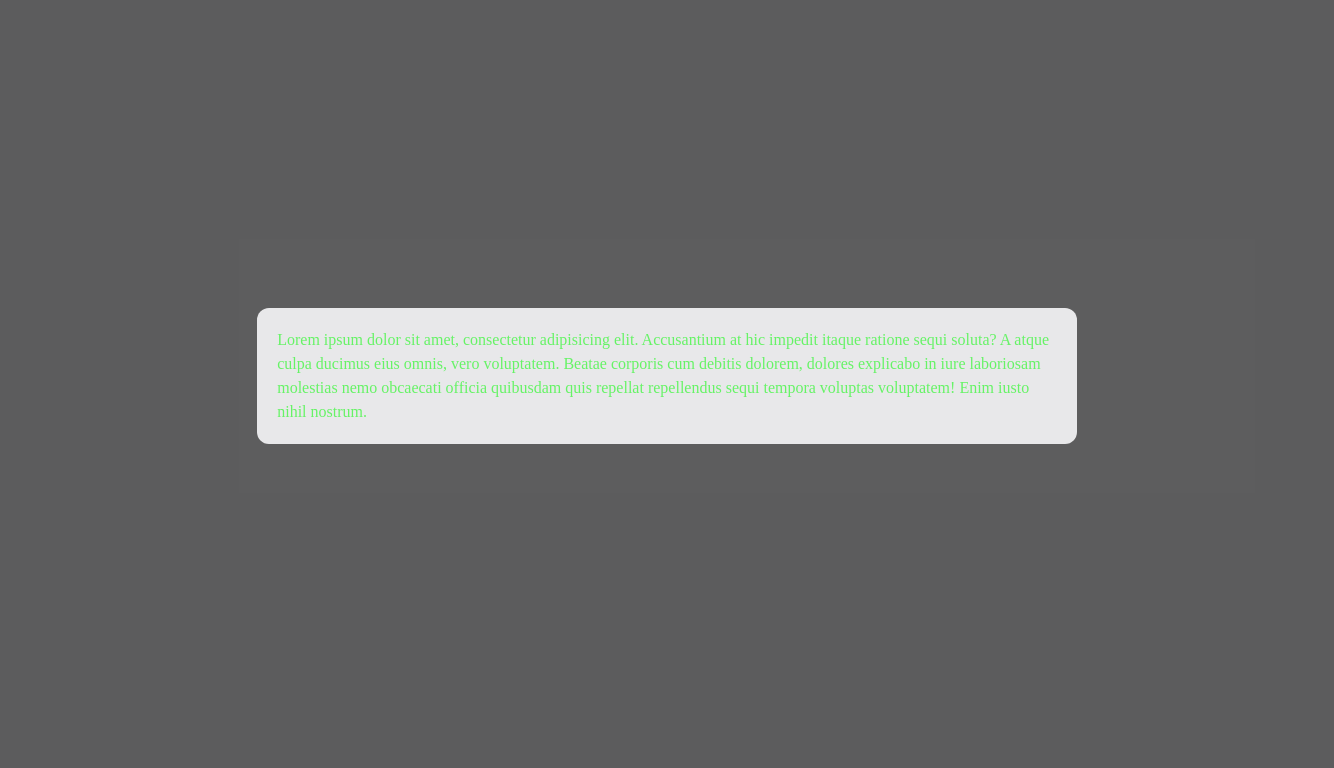 Lorem ipsum dolor sit amet, consectetur adipisicing elit. Accusantium at hic impedit itaque ratione sequi soluta? A atque
culpa ducimus eius omnis, vero voluptatem. Beatae corporis cum debitis dolorem, dolores explicabo in iure laboriosam
molestias nemo obcaecati officia quibusdam quis repellat repellendus sequi tempora voluptas voluptatem! Enim iusto
nihil nostrum.